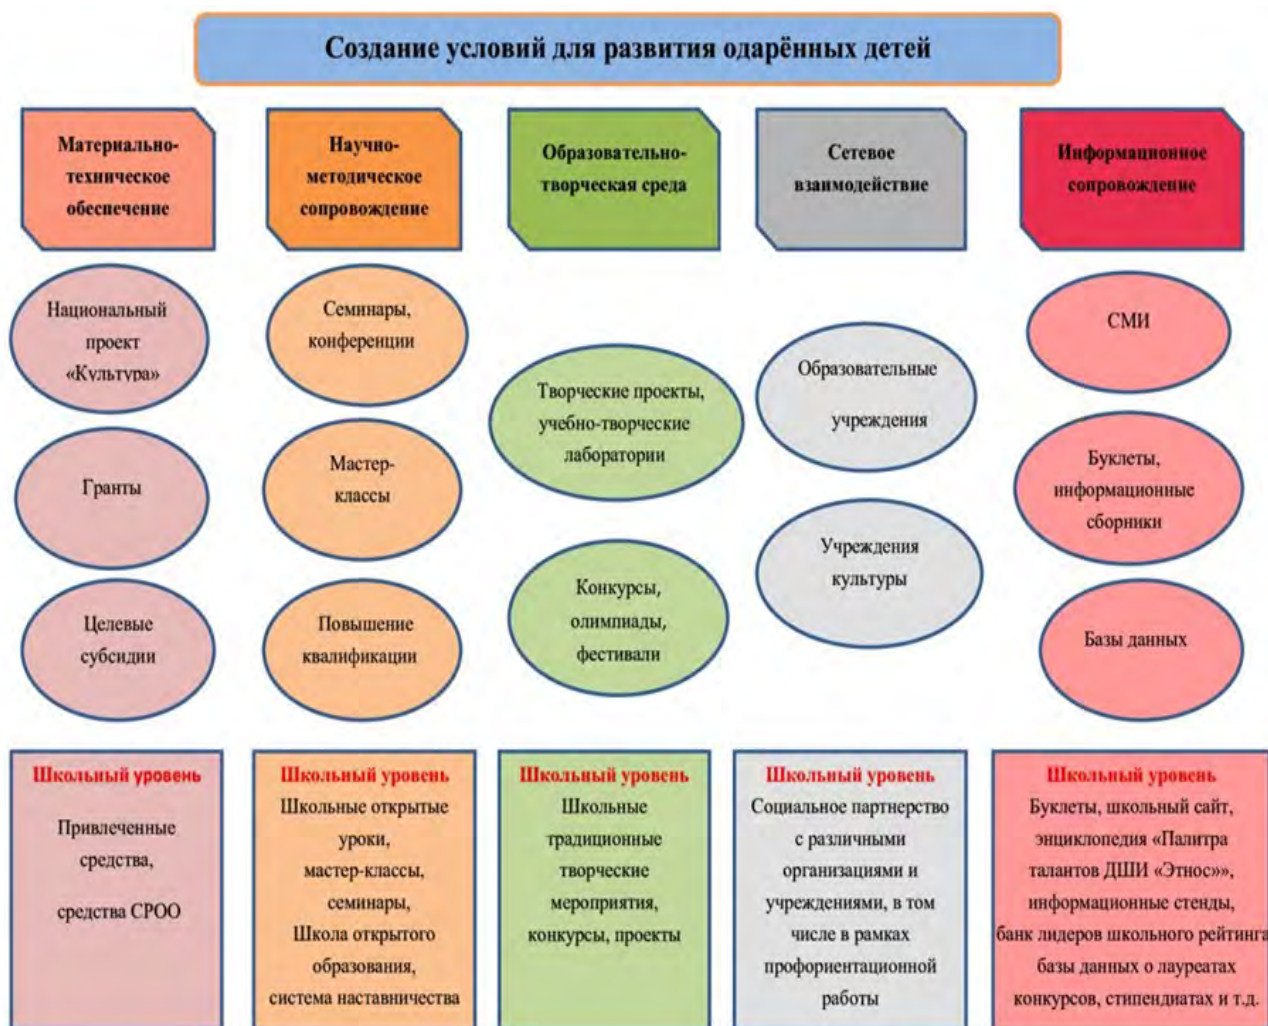 Создание условий для развития одарённых детей
Материально-
техническое
обеспечение
Научно-
методическое
сопровождение
Образовательно-
творческая среда
Сетевое
взаимодействие
Информационное
сопровождение
Национальный
проект
«Культура»
Гранты
Целевые
субсидии
Семинары,
конференции
Мастер-
классы
Повышение
квалификации
Творческие проекты,
учебно-творческие
лаборатории
Конкурсы,
олимпиады,
фестивали
Образовательные
учреждения
Учреждения
культуры
СМИ
Буклеты,
информационные
сборники
Базы данных
Школьный уровень
Привлеченные
средства,
средства СРОО
Школьный уровень
Школьные открытые
уроки,
мастер-классы,
семинары,
Школа открытого
образования,
система наставничества
Школьный уровень
Школьные
традиционные
творческие
мероприятия,
конкурсы, проекты
Школьный уровень
Социальное партнерство
с различными
организациями и
учреждениями, в том
числе в рамках
профориентационной
работы
Школьный уровень
Буклеты, школьный сайт,
энциклопедия «Палитра
талантов ДШИ «Этнос»»,
информационные стенды,
банк лидеров школьного рейтинга
базы данных о лауреатах
конкурсов, стипендиатах и т.д.